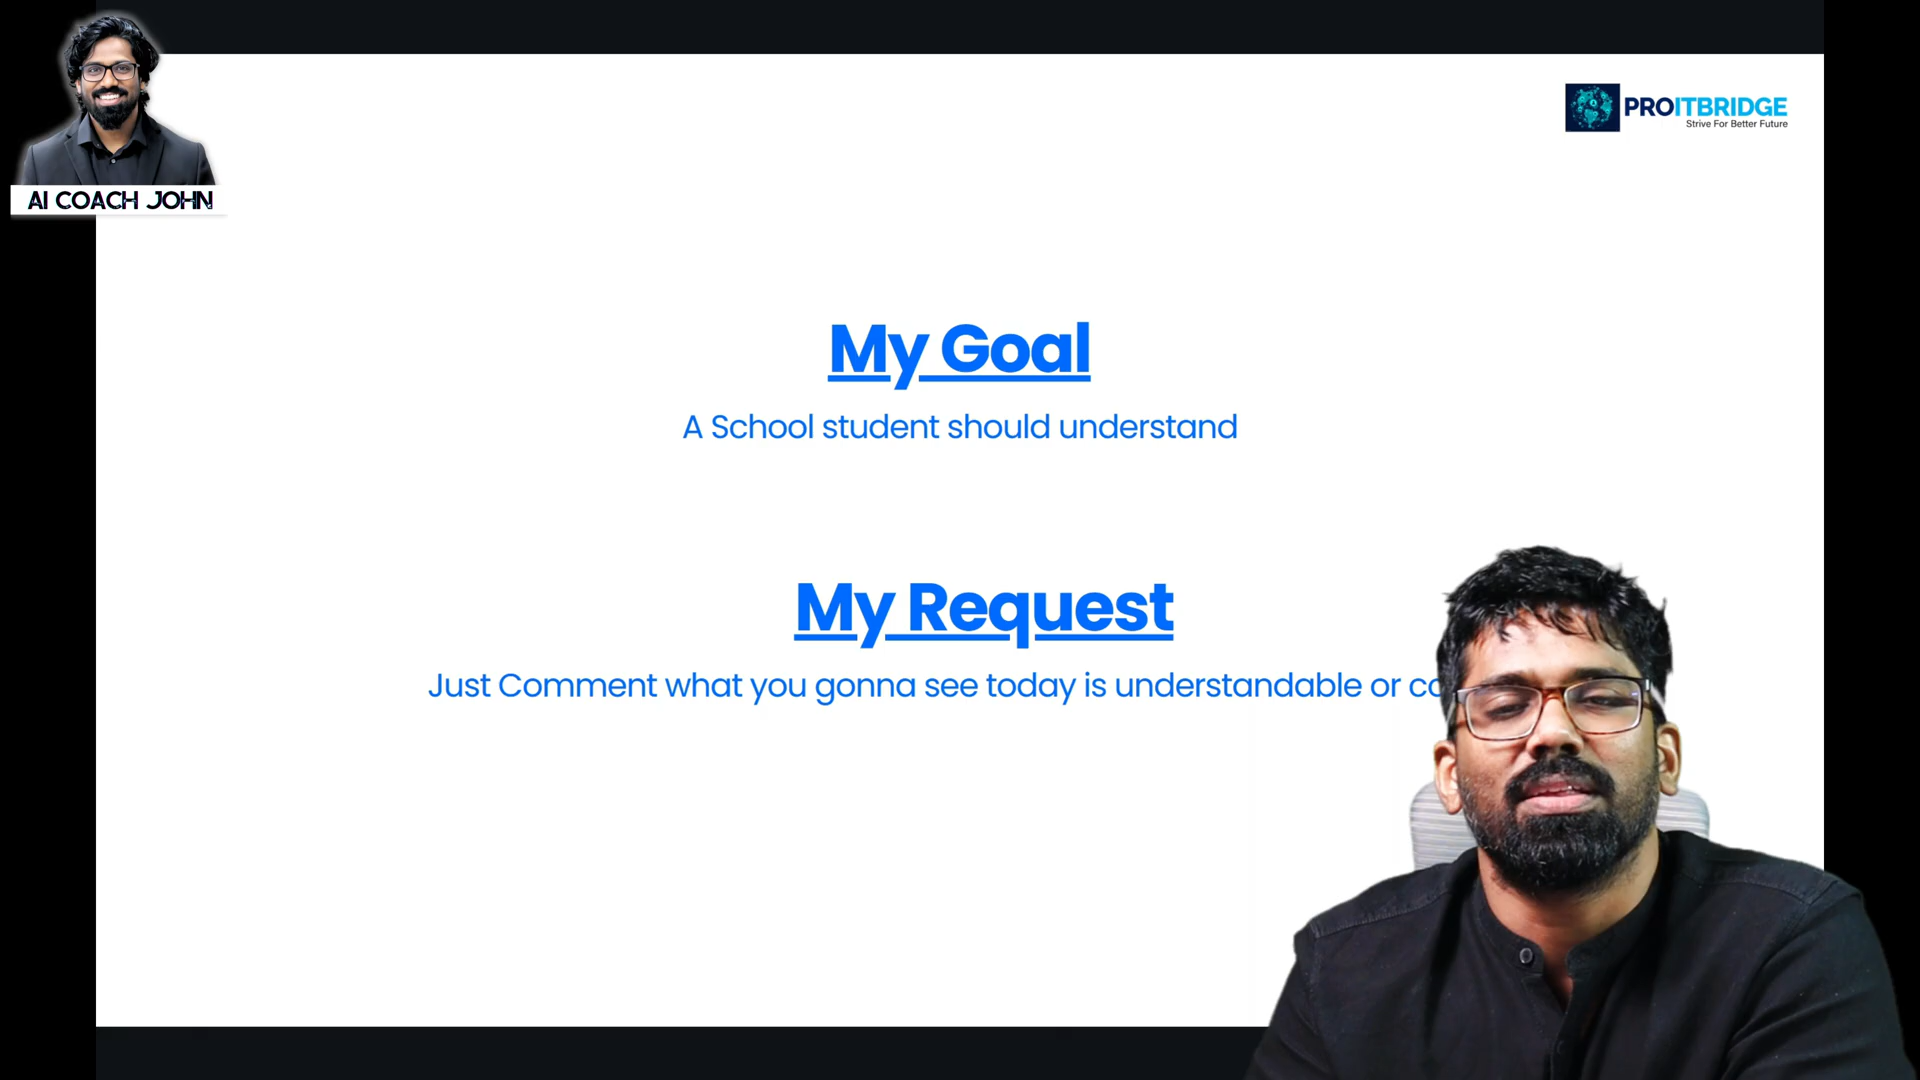 AI COACH JOHN
PROITBRIDGE
Strive For Better Future
My Goal
A School student should understand
My Request
Just Comment what you gonna see today is understandable or